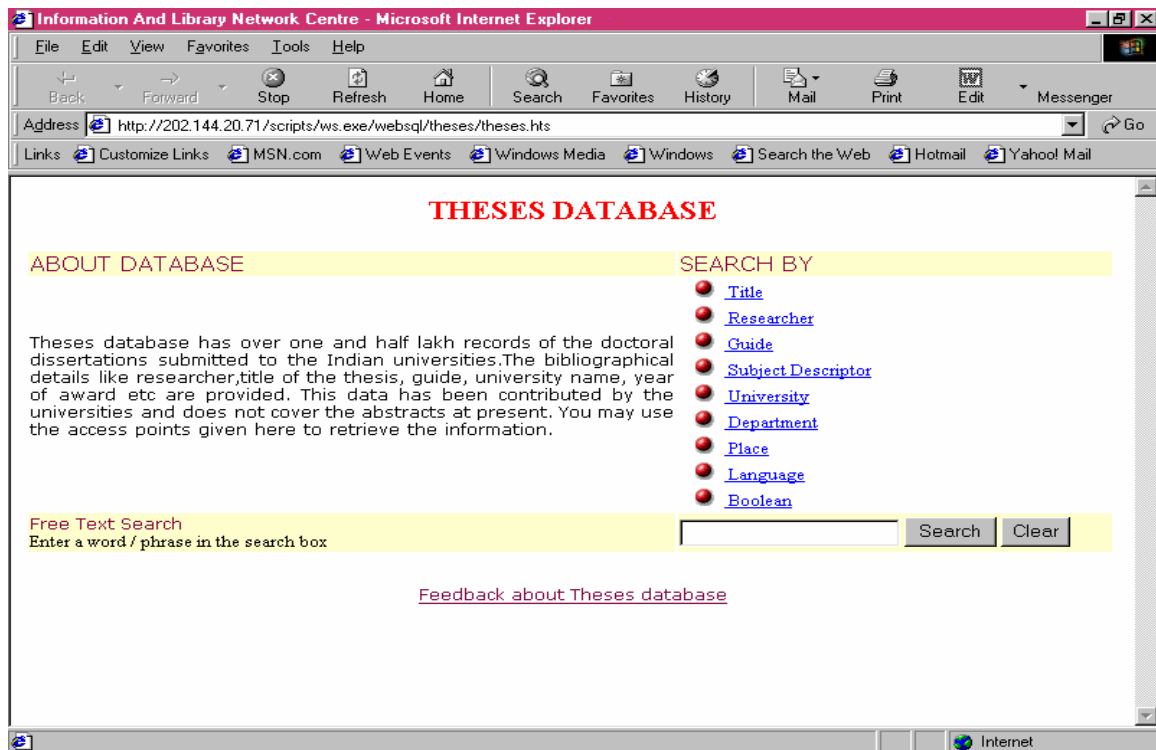 Information And Library Network Centre - Microsoft Internet Explorer
File Edit View Favorites Tools Help
Back Forward Stop Refresh Home Search Favorites History Mail Print Edit Messenger
Address http://202.144.20.71/scripts/ws.exe/websql/theses/theses.hts Go
Links Customize Links MSN.com Web Events Windows Media Windows Search the Web Hotmail Yahoo! Mail
THESES DATABASE
ABOUT DATABASE
Theses database has over one and half lakh records of the doctoral
dissertations submitted to the Indian universities.The bibliographical
details like researcher,title of the thesis, guide, university name, year
of award etc are provided. This data has been contributed by the
universities and does not cover the abstracts at present. You may use
the access points given here to retrieve the information.
SEARCH BY
Title
Researcher
Guide
Subject Descriptor
University
Department
Place
Language
Boolean
Free Text Search
Enter a word / phrase in the search box
Search Clear
Feedback about Theses database
Internet